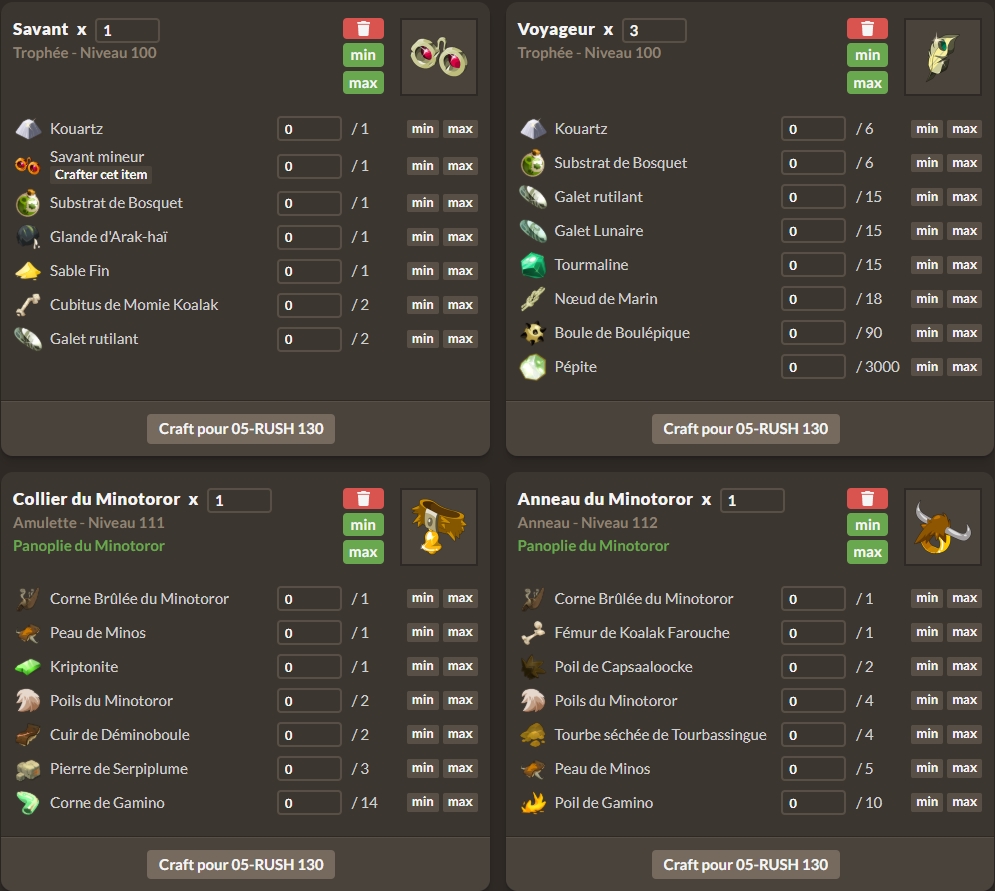 Savant x 1
Trophée - Niveau 100
min
max
Kouartz 0 / 1 min max
Savant mineur
Crafter cet item
0 / 1 min max
Substrat de Bosquet 0 / 1 min max
Glande d'Arak-haï 0 / 1 min max
Sable Fin 0 / 1 min max
Cubitus de Momie Koalak 0 / 2 min max
Galet rutilant 0 / 2 min max
Craft pour 05-RUSH 130
Voyageur x 3
Trophée - Niveau 100
min
max
Kouartz 0 / 6 min max
Substrat de Bosquet 0 / 6 min max
Galet rutilant 0 / 15 min max
Galet Lunaire 0 / 15 min max
Tourmaline 0 / 15 min max
Nœud de Marin 0 / 18 min max
Boule de Boulépique 0 / 90 min max
Pépite 0 / 3000 min max
Craft pour 05-RUSH 130
Collier du Minotoror x 1
Amulette - Niveau 111
Panoplie du Minotoror
min
max
Corne Brûlée du Minotoror 0 / 1 min max
Peau de Minos 0 / 1 min max
Kriptonite 0 / 1 min max
Poils du Minotoror 0 / 2 min max
Cuir de Déminoboule 0 / 2 min max
Pierre de Serpiplume 0 / 3 min max
Corne de Gamino 0 / 14 min max
Craft pour 05-RUSH 130
Anneau du Minotoror x 1
Anneau - Niveau 112
Panoplie du Minotoror
min
max
Corne Brûlée du Minotoror 0 / 1 min max
Fémur de Koalak Farouche 0 / 1 min max
Poil de Capsaaloocke 0 / 2 min max
Poils du Minotoror 0 / 4 min max
Tourbe séchée de Tourbassingue 0 / 4 min max
Peau de Minos 0 / 5 min max
Poil de Gamino 0 / 10 min max
Craft pour 05-RUSH 130